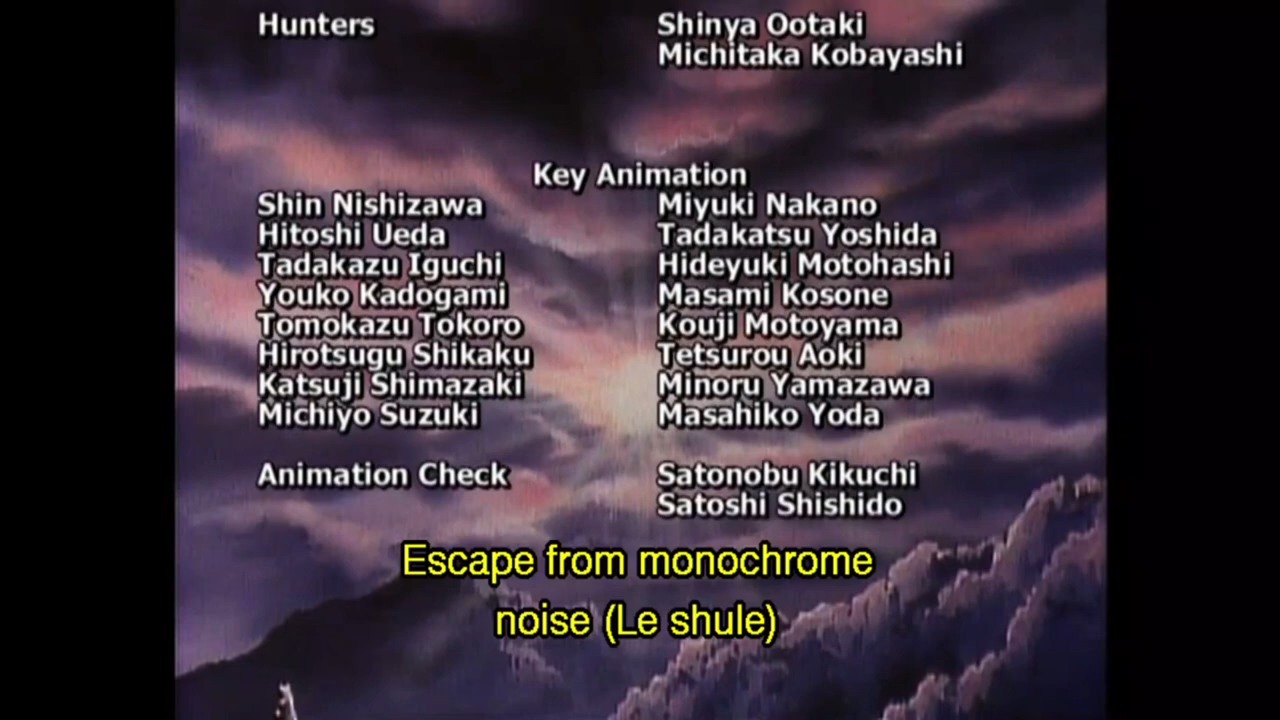 Hunters Shinya Ootaki
Michitaka Kobayashi
Key Animation
Shin Nishizawa Miyuki Nakano
Hitoshi Ueda Tadakatsu Yoshida
Tadakazu Iguchi Hideyuki Motohashi
Youko Kadogami Masami Kosone
Tomokazu Tokoro Kouji Motoyama
Hirotsugu Shikaku Tetsurou Aoki
Katsuji Shimazaki Minoru Yamazawa
Michiyo Suzuki Masahiko Yoda
Animation Check Satonobu Kikuchi
Satoshi Shishido
Escape from monochrome
noise (Le shule)